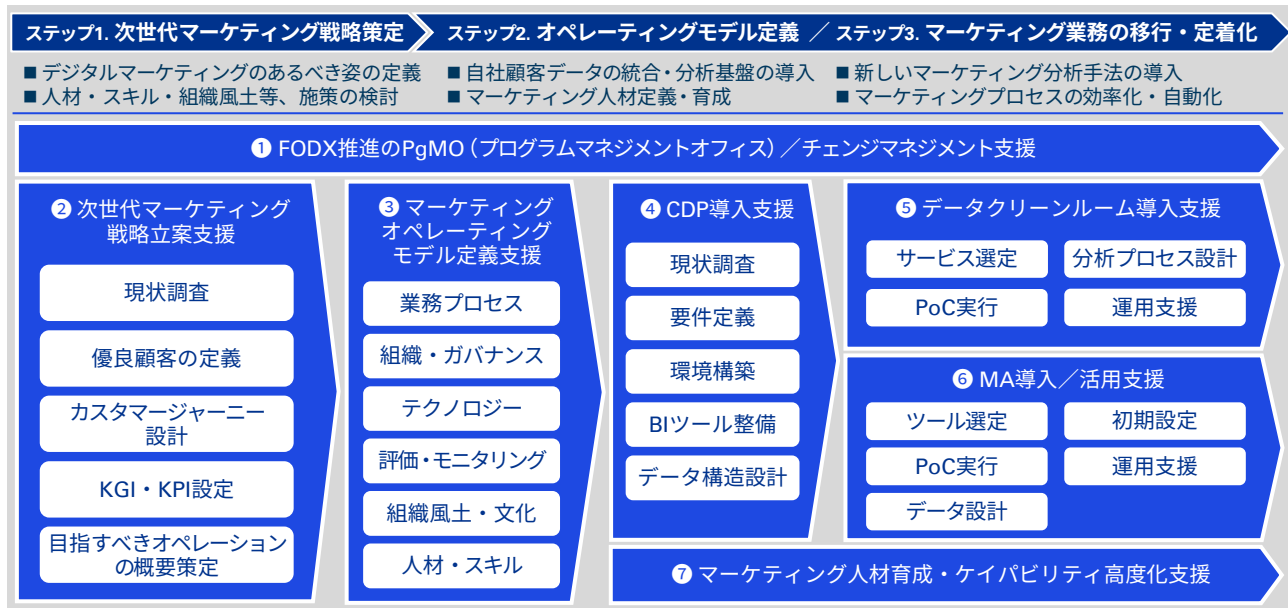 ステップ1. 次世代マーケティング戦略策定
ステップ2. オペレーティングモデル定義 ／ ステップ3. マーケティング業務の移行・定着化
■ デジタルマーケティングのあるべき姿の定義
■ 人材・スキル・組織風土等、施策の検討
■ 自社顧客データの統合・分析基盤の導入
■ マーケティング人材定義・育成
■ 新しいマーケティング分析手法の導入
■ マーケティングプロセスの効率化・自動化
❶ FODX推進のPgMO（プログラムマネジメントオフィス）／チェンジマネジメント支援
❷ 次世代マーケティング
戦略立案支援
現状調査
優良顧客の定義
カスタマージャーニー
設計
KGI・KPI設定
目指すべきオペレーション
の概要策定
❸ マーケティング
オペレーティング
モデル定義支援
業務プロセス
組織・ガバナンス
テクノロジー
評価・モニタリング
組織風土・文化
人材・スキル
❹ CDP導入支援
現状調査
要件定義
環境構築
BIツール整備
データ構造設計
❺ データクリーンルーム導入支援
サービス選定
分析プロセス設計
PoC実行
運用支援
❻ MA導入／活用支援
ツール選定
初期設定
PoC実行
運用支援
データ設計
❼ マーケティング人材育成・ケイパビリティ高度化支援